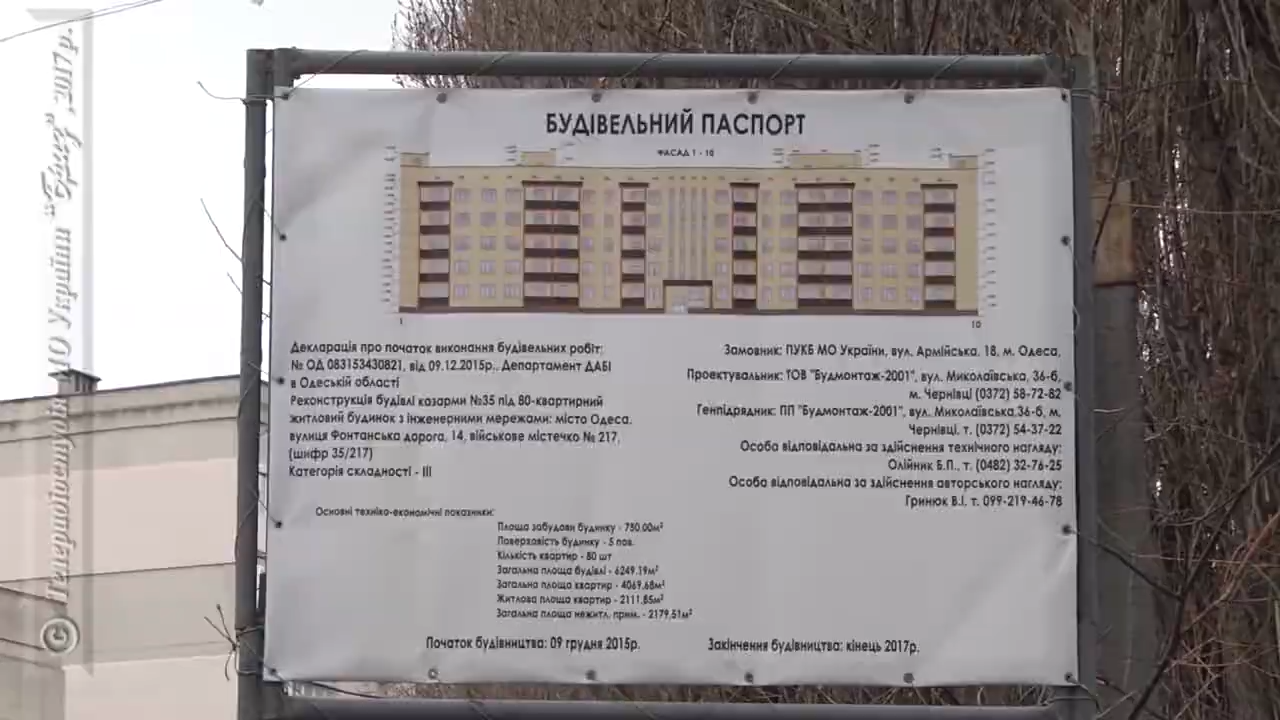 БУДІВЕЛЬНИЙ ПАСПОРТ
ФАСАД 1 - 10
1
10
Декларація про початок виконання будівельних робіт:
№ ОД 083153430821, від 09.12.2015р., Департамент ДАБІ
в Одеській області
Реконструкція будівлі казарми №35 під 80-квартирний
житловий будинок з інженерними мережами: місто Одеса,
вулиця Фонтанська дорога, 14, військове містечко № 217,
(шифр 35/217)
Категорія складності - III
Замовник: ПУКБ МО України, вул. Армійська, 18, м. Одеса,
Проектувальник: ТОВ "Будмонтаж-2001", вул. Миколаївська, 36-б,
м. Чернівці (0372) 58-72-82
Генпідрядник: ПП "Будмонтаж-2001", вул. Миколаївська,36-б, м.
Чернівці, т. (0372) 54-37-22
Особа відповідальна за здійснення технічного нагляду:
Олійник Б.П., т. (0482) 32-76-25
Особа відповідальна за здійснення авторського нагляду:
Гринюк В.І. т. 099-219-46-78
Основні техніко-економічні показники:
Площа забудови будинку - 750.00м²
Поверховість будинку - 5 пов.
Кількість квартир - 80 шт
Загальна площа будівлі - 6249.19м²
Загальна площа квартир - 4069.68м²
Житлова площа квартир - 2111.85м²
Загальна площа нежитл. прим. - 2179.51м²
Початок будівництва: 09 грудня 2015р.
Закінчення будівництва: кінець 2017р.
© Телерадіостудія МО України "Бриз", 2017р.